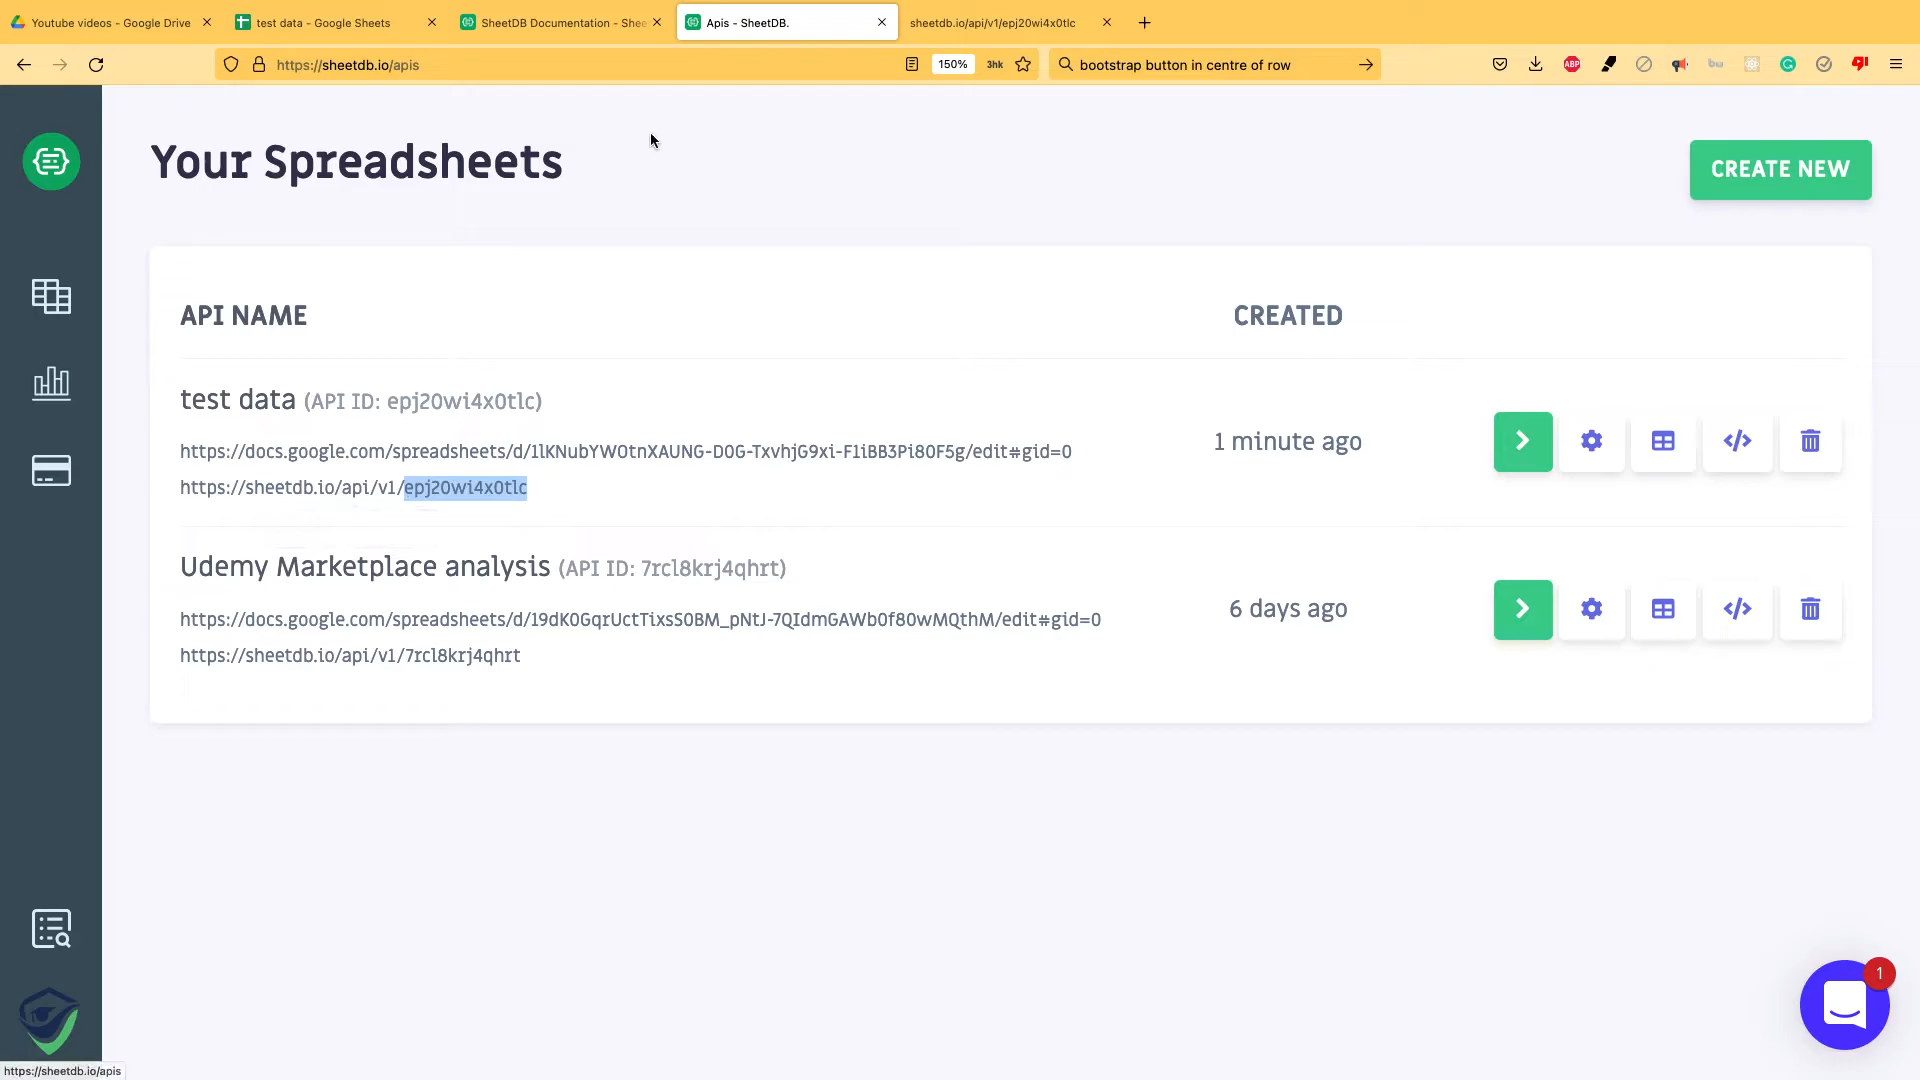 Youtube videos - Google Drive
test data - Google Sheets
SheetDB Documentation - Shee
Apis - SheetDB.
sheetdb.io/api/v1/epj20wi4x0tlc
https://sheetdb.io/apis
150%
3hk
bootstrap button in centre of row
ABP
Your Spreadsheets
CREATE NEW
API NAME
CREATED
test data (API ID: epj20wi4x0tlc)
https://docs.google.com/spreadsheets/d/1lKNubYWOtnXAUNG-D0G-TxvhjG9xi-F1iBB3Pi80F5g/edit#gid=0
1 minute ago
https://sheetdb.io/api/v1/epj20wi4x0tlc
Udemy Marketplace analysis (API ID: 7rcl8krj4qhrt)
https://docs.google.com/spreadsheets/d/19dK0GqrUctTixsS0BM_pNtJ-7QIdmGAWb0f80wMQthM/edit#gid=0
6 days ago
https://sheetdb.io/api/v1/7rcl8krj4qhrt
1
https://sheetdb.io/apis